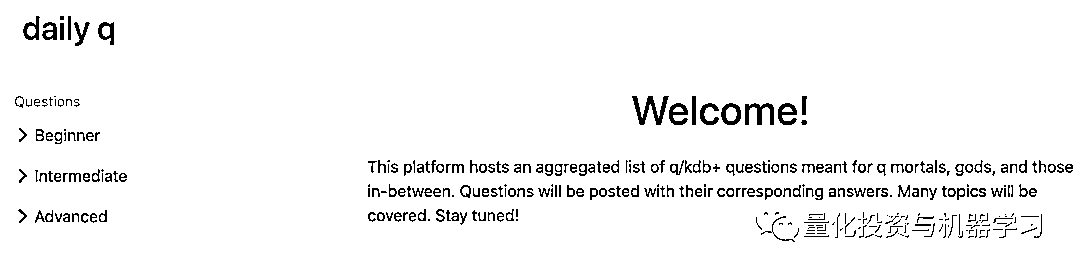 daily q
Questions
Beginner
Intermediate
Advanced
Welcome!
This platform hosts an aggregated list of q/kdb+ questions meant for q mortals, gods, and those
in-between. Questions will be posted with their corresponding answers. Many topics will be
covered. Stay tuned!
量化投资与机器学习